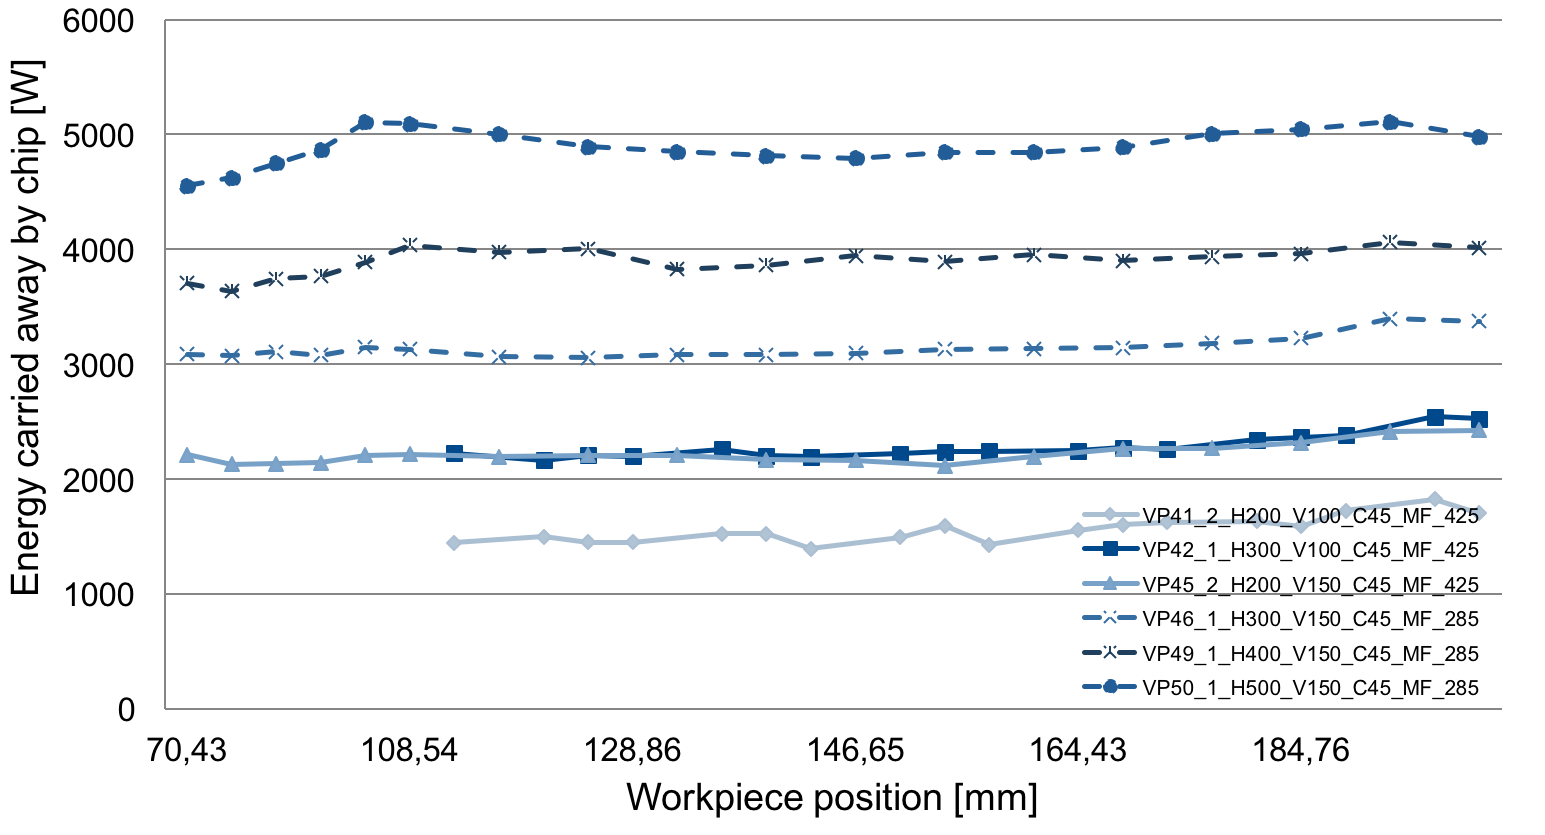 6000
5000
4000
3000
2000
1000
0
Energy carried away by chip [W]
VP41_2_H200_V100_C45_MF_425
VP42_1_H300_V100_C45_MF_425
VP45_2_H200_V150_C45_MF_425
VP46_1_H300_V150_C45_MF_285
VP49_1_H400_V150_C45_MF_285
VP50_1_H500_V150_C45_MF_285
70,43 108,54 128,86 146,65 164,43 184,76
Workpiece position [mm]